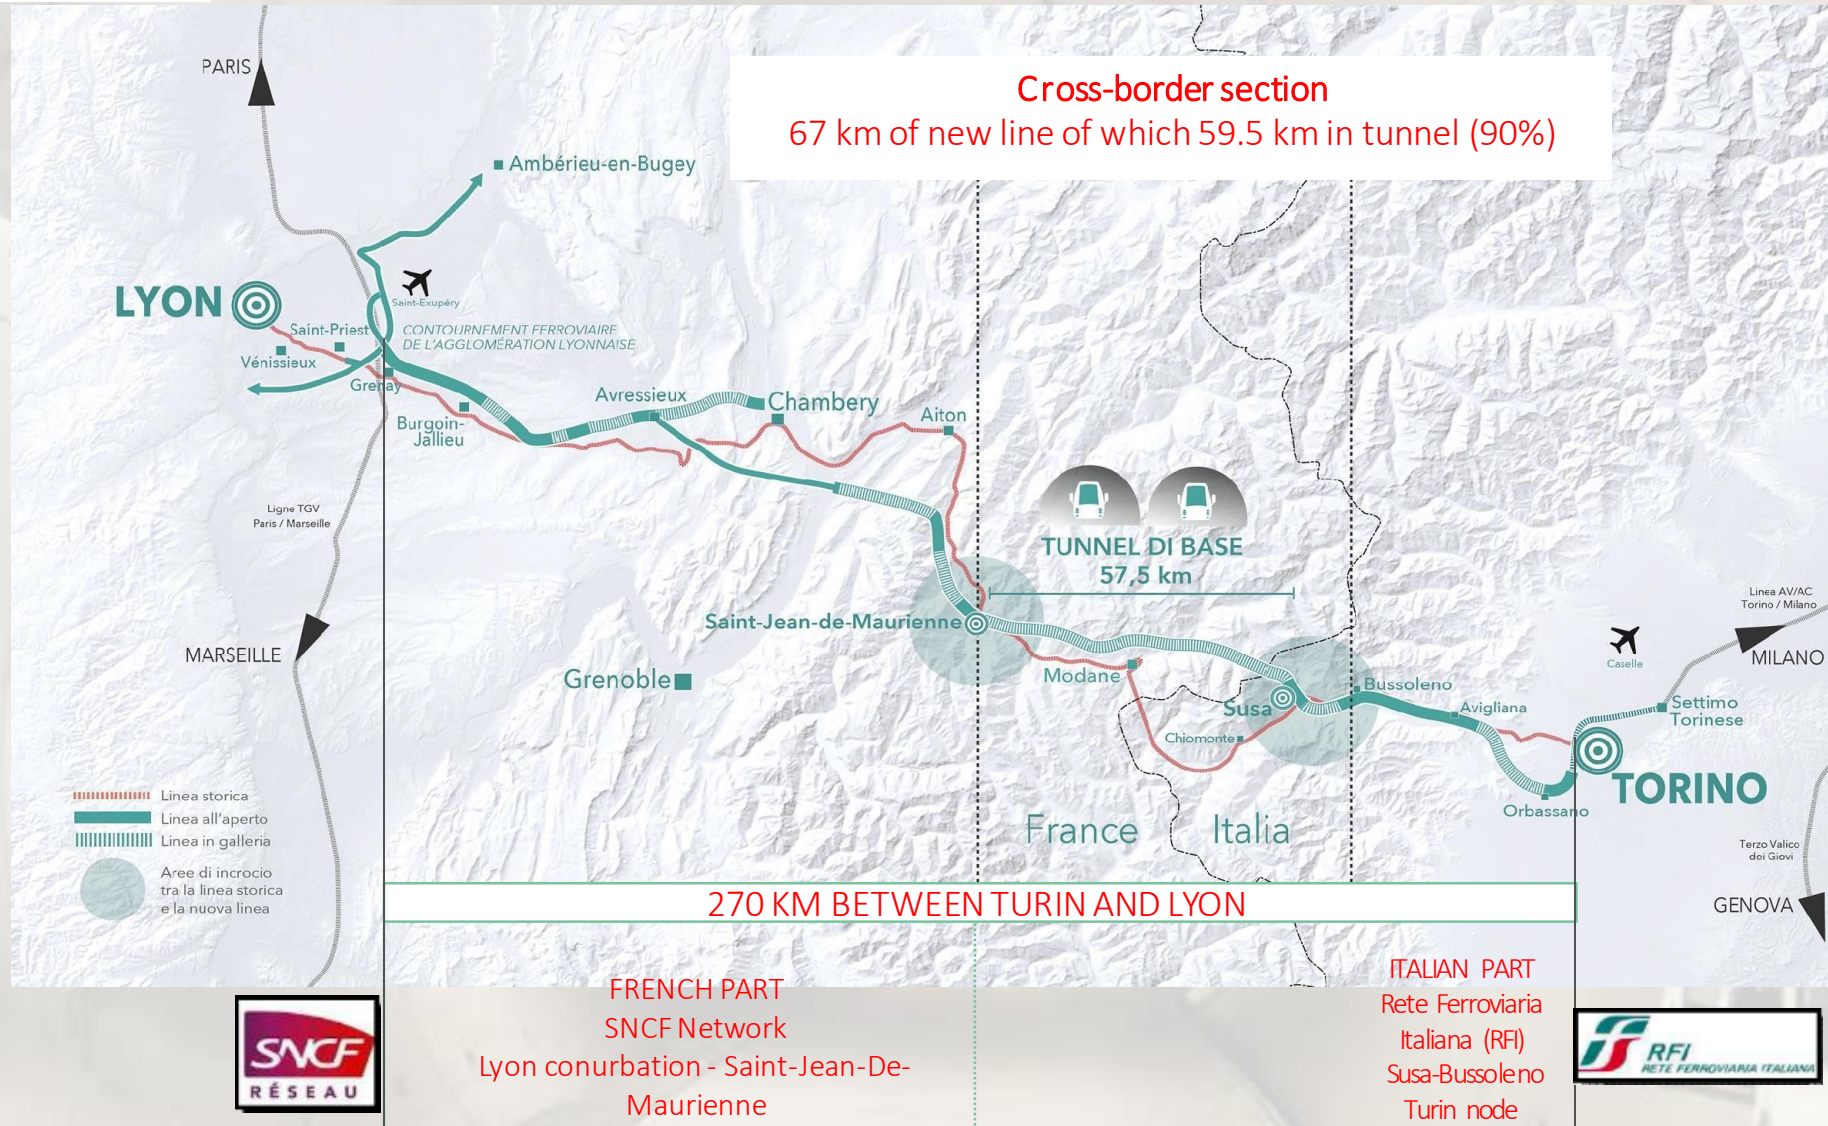 Cross-border section
67 km of new line of which 59.5 km in tunnel (90%)
PARIS
Ambérieu-en-Bugey
LYON
Saint-Exupéry
Saint-Priest
CONTOURNEMENT FERROVIAIRE
DE L'AGGLOMÉRATION LYONNAISE
Vénissieux
Grenay
Avressieux
Chambery
Burgoin-
Jallieu
Aiton
Ligne TGV
Paris / Marseille
TUNNEL DI BASE
57,5 km
Linea AV/AC
Torino / Milano
Saint-Jean-de-Maurienne
MARSEILLE
Caselle
MILANO
Grenoble
Modane
Bussoleno
Susa
Avigliana
Settimo
Torinese
Chiomonte
TORINO
Orbassano
Linea storica
Linea all'aperto
Linea in galleria
Aree di incrocio
tra la linea storica
e la nuova linea
France
Italia
Terzo Valico
dei Giovi
GENOVA
270 KM BETWEEN TURIN AND LYON
FRENCH PART
SNCF Network
Lyon conurbation - Saint-Jean-De-
Maurienne
ITALIAN PART
Rete Ferroviaria
Italiana (RFI)
Susa-Bussoleno
Turin node
SNCF
RÉSEAU
RFI
RETE FERROVIARIA ITALIANA